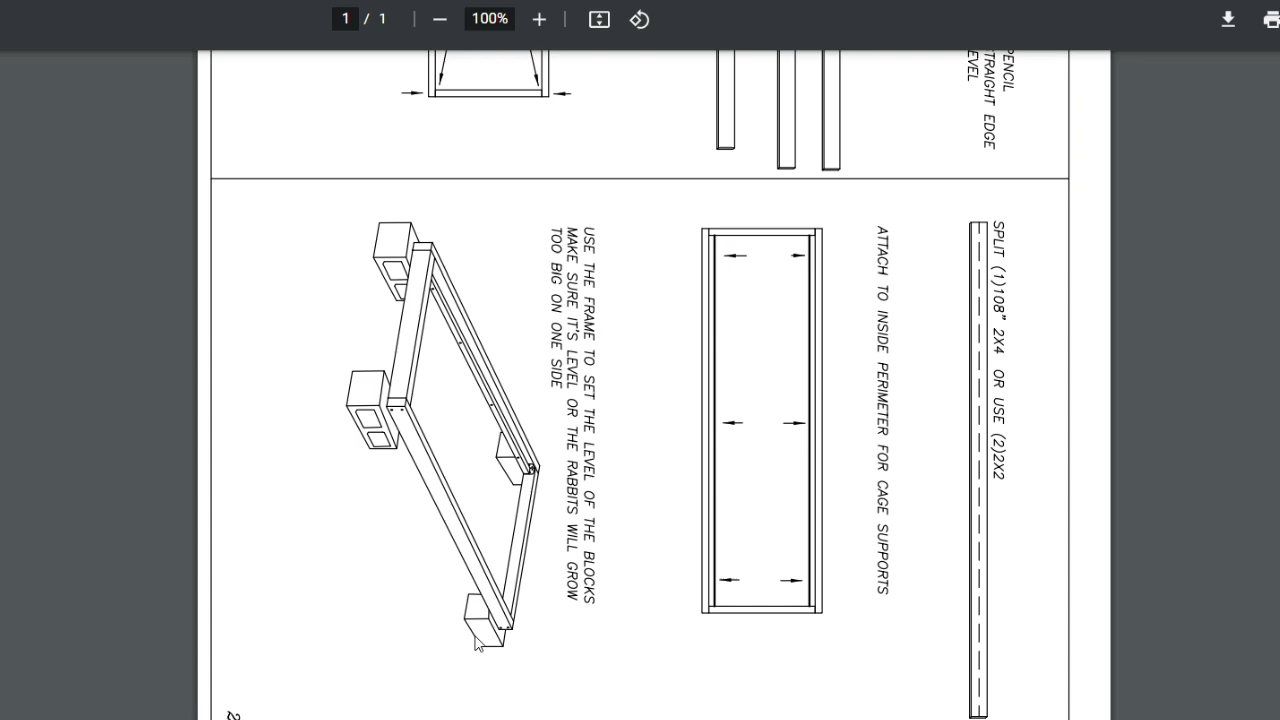 1 / 1
100%
PENCIL
TRAIGHT EDGE
EVEL
SPLIT (1)108" 2X4 OR USE (2)2X2
ATTACH TO INSIDE PERIMETER FOR CAGE SUPPORTS
USE THE FRAME TO SET THE LEVEL OF THE BLOCKS
MAKE SURE IT'S LEVEL OR THE RABBITS WILL GROW
TOO BIG ON ONE SIDE
2